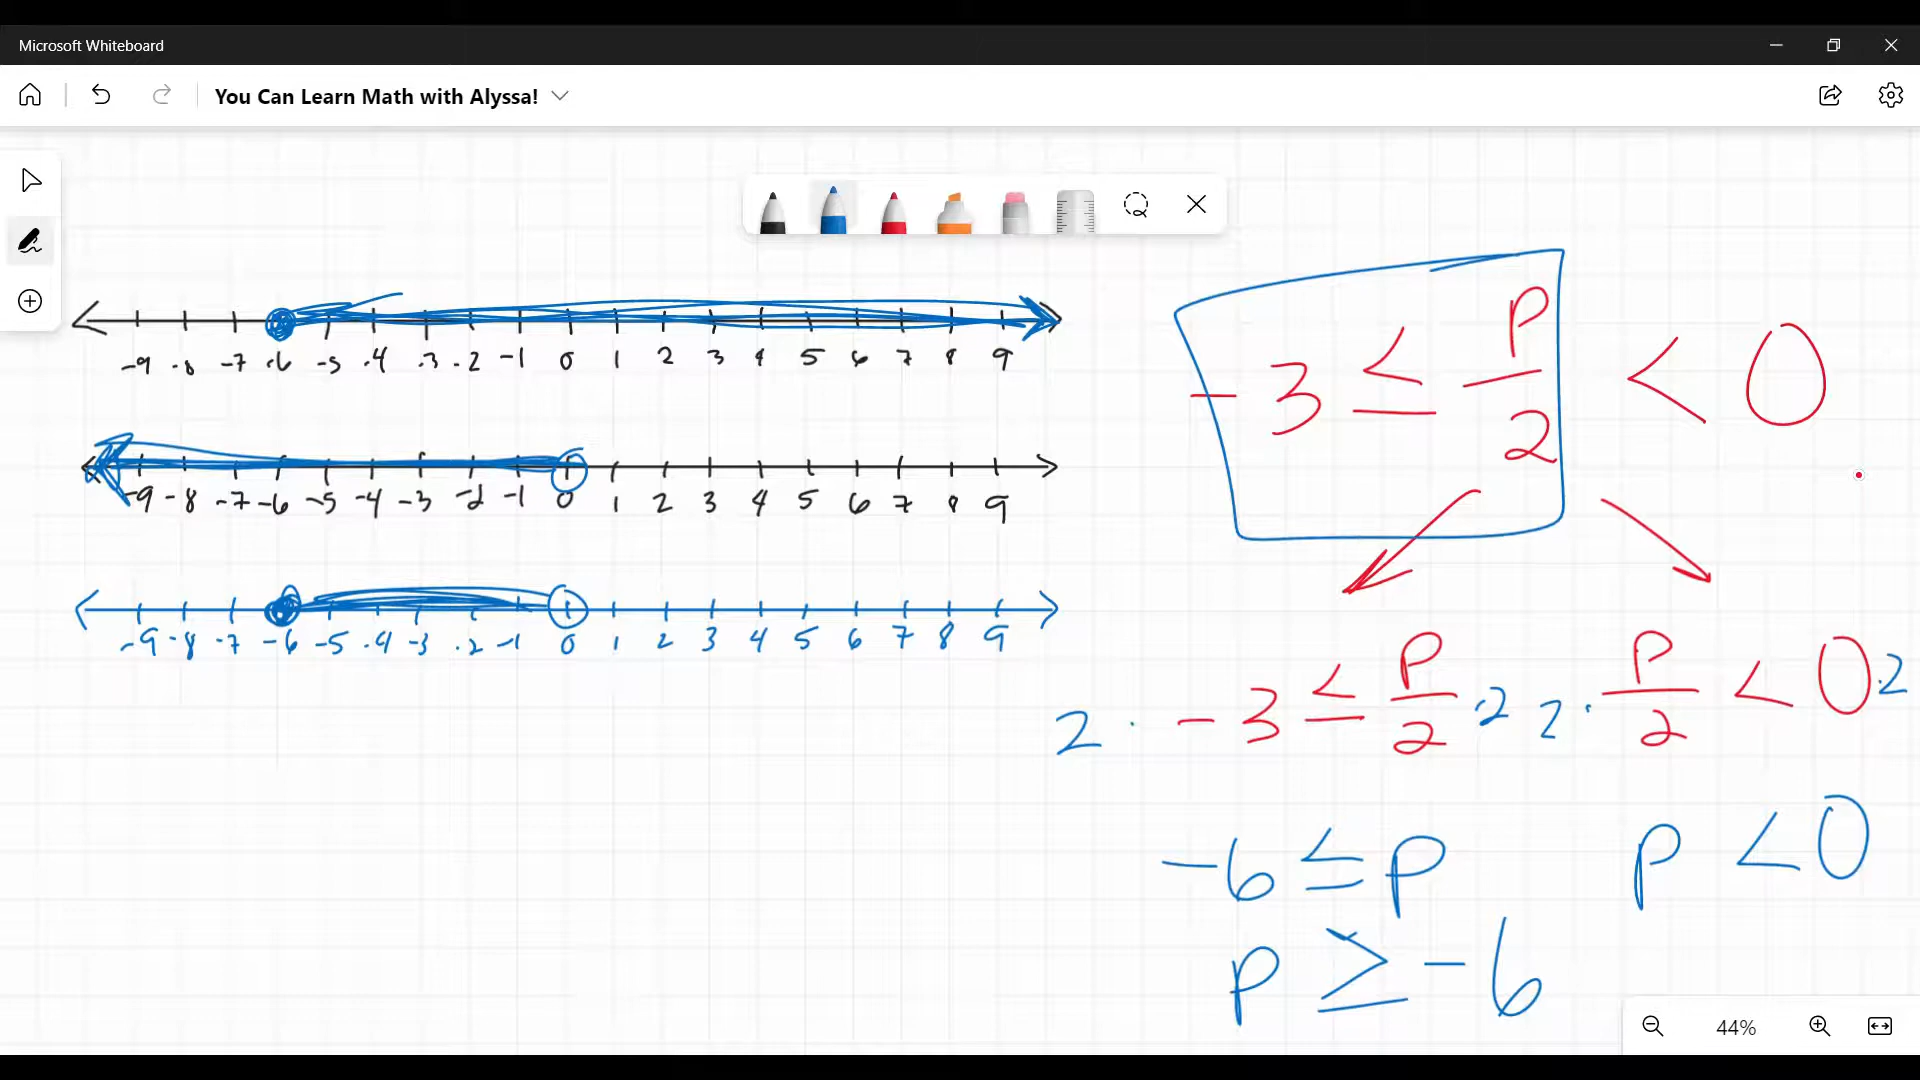 Microsoft Whiteboard
You Can Learn Math with Alyssa!
-9 -8 -7 -6 -5 -4 -3 -2 -1 0 1 2 3 4 5 6 7 8 9
-9 -8 -7 -6 -5 -4 -3 -2 -1 0 1 2 3 4 5 6 7 8 9
-9 -8 -7 -6 -5 -4 -3 -2 -1 0 1 2 3 4 5 6 7 8 9
-3 ≤ p/2 < 0
2 · -3 ≤ p/2 ·2 2· p/2 < 0 ·2
-6 ≤ p p < 0
p ≥ -6
44%